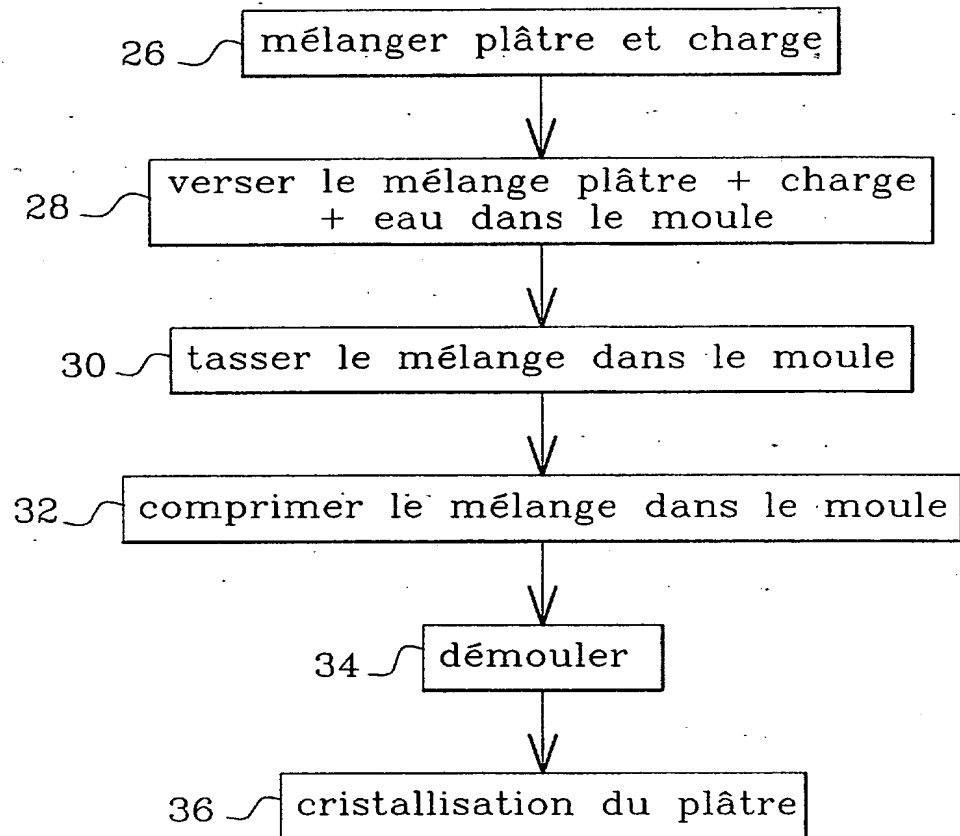 26 mélanger plâtre et charge
28 verser le mélange plâtre + charge
+ eau dans le moule
30 tasser le mélange dans le moule
32 comprimer le mélange dans le moule
34 démouler
36 cristallisation du plâtre